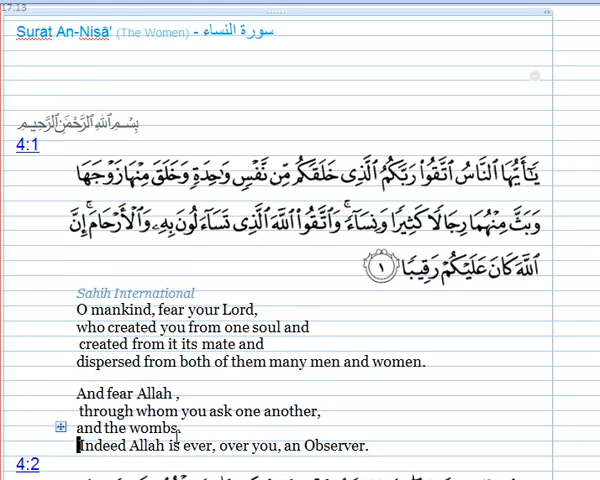 17:13
Surat An-Nisā' (The Women) - سورة النساء
بِسْمِ ٱللَّهِ ٱلرَّحْمَٰنِ ٱلرَّحِيمِ
4:1
يَٰٓأَيُّهَا ٱلنَّاسُ ٱتَّقُوا۟ رَبَّكُمُ ٱلَّذِى خَلَقَكُم مِّن نَّفْسٍ وَٰحِدَةٍ وَخَلَقَ مِنْهَا زَوْجَهَا
وَبَثَّ مِنْهُمَا رِجَالًا كَثِيرًا وَنِسَآءً ۚ وَٱتَّقُوا۟ ٱللَّهَ ٱلَّذِى تَسَآءَلُونَ بِهِۦ وَٱلْأَرْحَامَ ۚ إِنَّ
ٱللَّهَ كَانَ عَلَيْكُمْ رَقِيبًا ١
Sahih International
O mankind, fear your Lord,
who created you from one soul and
created from it its mate and
dispersed from both of them many men and women.
And fear Allah ,
through whom you ask one another,
and the wombs.
Indeed Allah is ever, over you, an Observer.
4:2